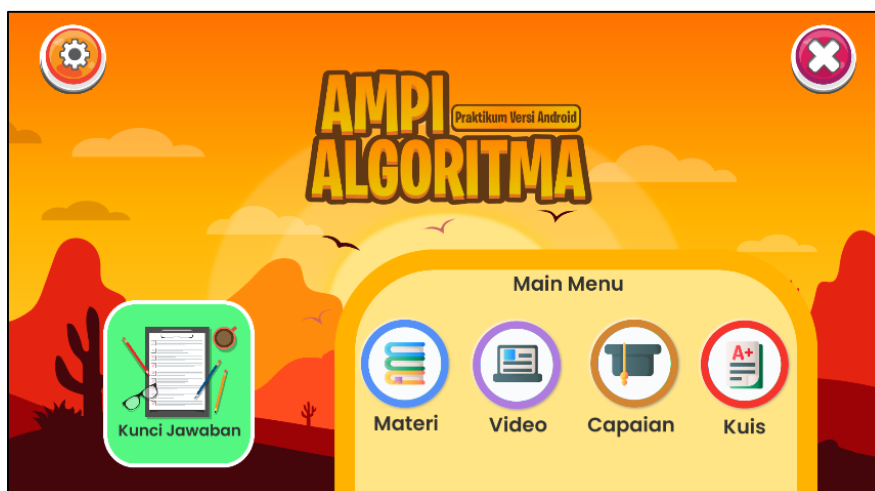 AMPI
Praktikum Versi Android
ALGORITMA
Main Menu
Kunci Jawaban
Materi
Video
Capaian
A+
Kuis